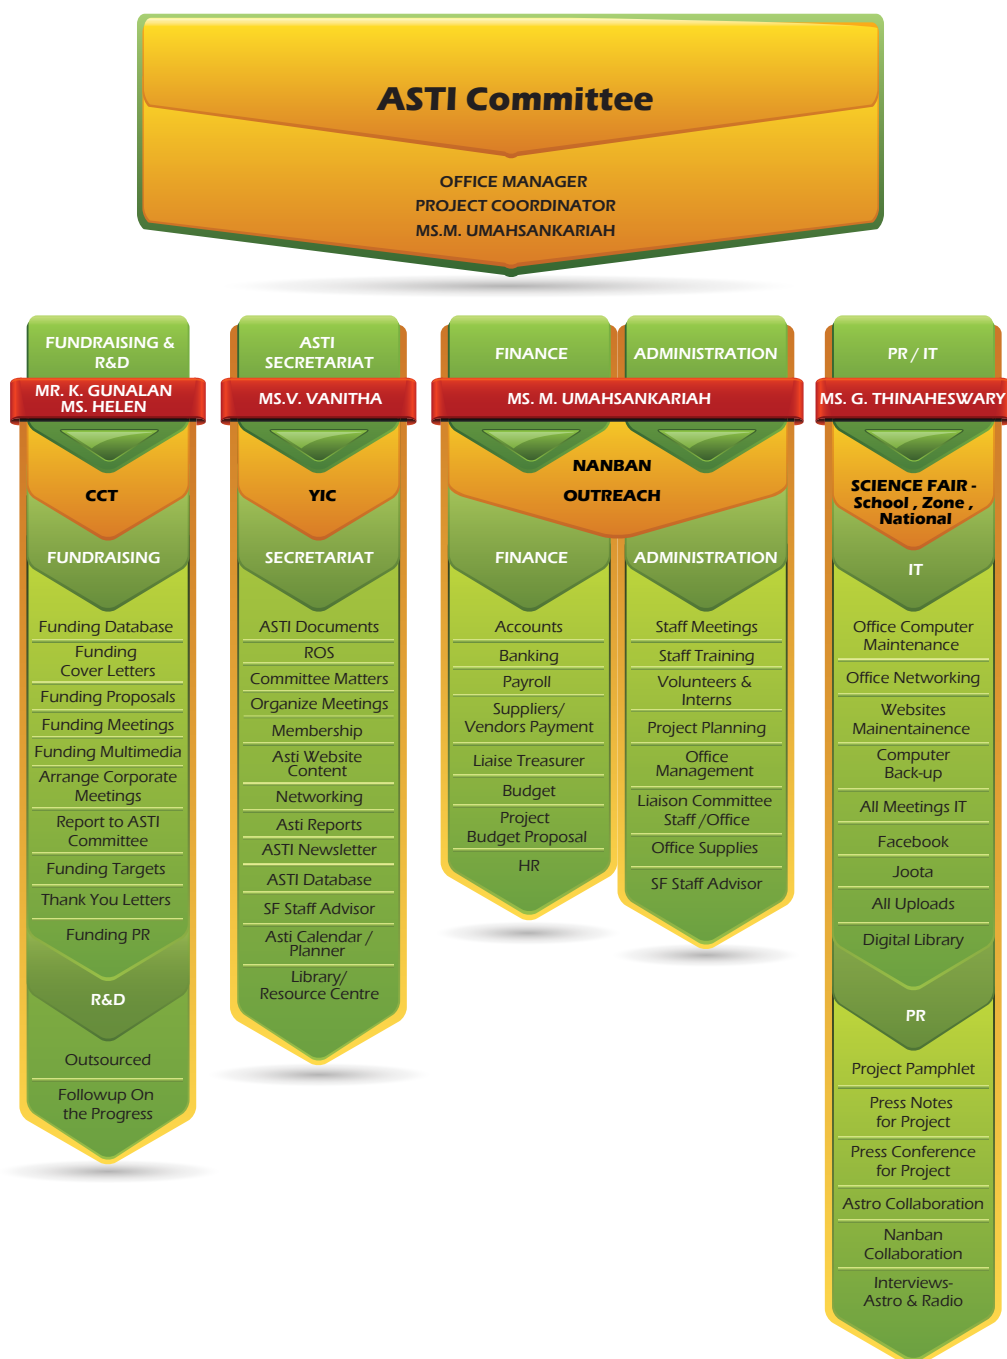 ASTI Committee
OFFICE MANAGER
PROJECT COORDINATOR
MS.M. UMAHSANKARIAH
FUNDRAISING &
R&D
MR. K. GUNALAN
MS. HELEN
CCT
FUNDRAISING
Funding Database
Funding
Cover Letters
Funding Proposals
Funding Meetings
Funding Multimedia
Arrange Corporate
Meetings
Report to ASTI
Committee
Funding Targets
Thank You Letters
Funding PR
R&D
Outsourced
Followup On
the Progress
ASTI
SECRETARIAT
MS.V. VANITHA
YIC
SECRETARIAT
ASTI Documents
ROS
Committee Matters
Organize Meetings
Membership
Asti Website
Content
Networking
Asti Reports
ASTI Newsletter
ASTI Database
SF Staff Advisor
Asti Calendar /
Planner
Library/
Resource Centre
FINANCE
ADMINISTRATION
MS. M. UMAHSANKARIAH
NANBAN
OUTREACH
FINANCE
Accounts
Banking
Payroll
Suppliers/
Vendors Payment
Liaise Treasurer
Budget
Project
Budget Proposal
HR
ADMINISTRATION
Staff Meetings
Staff Training
Volunteers &
Interns
Project Planning
Office
Management
Liaison Committee
Staff /Office
Office Supplies
SF Staff Advisor
PR / IT
MS. G. THINAHESWARY
SCIENCE FAIR -
School , Zone ,
National
IT
Office Computer
Maintenance
Office Networking
Websites
Mainentainence
Computer
Back-up
All Meetings IT
Facebook
Joota
All Uploads
Digital Library
PR
Project Pamphlet
Press Notes
for Project
Press Conference
for Project
Astro Collaboration
Nanban
Collaboration
Interviews-
Astro & Radio